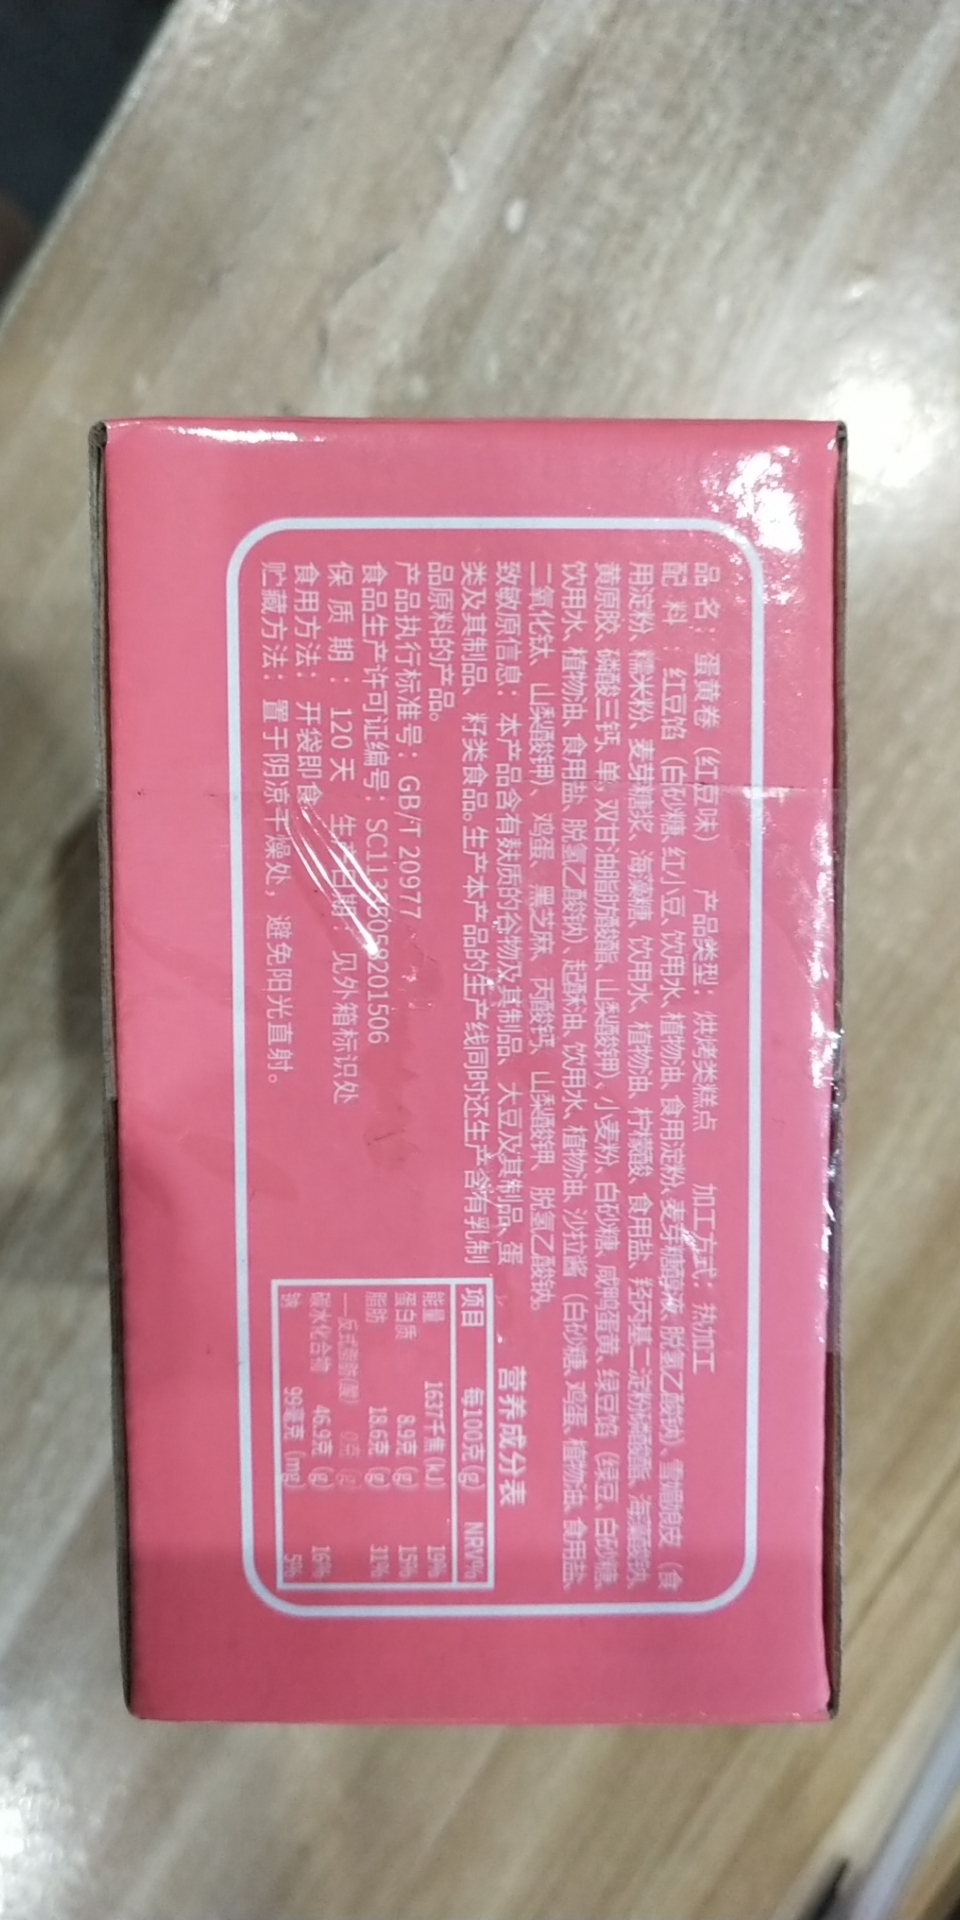 品 名：蛋黄卷（红豆味） 产品类型：烘烤类糕点 加工方式：热加工
配 料：红豆馅（白砂糖、红小豆、饮用水、植物油、食用淀粉、麦芽糖醇液、脱氢乙酸钠）、雪媚娘皮（食
用淀粉、糯米粉、麦芽糖浆、海藻糖、饮用水、植物油、柠檬酸、食用盐、羟丙基二淀粉磷酸酯、海藻酸钠、
黄原胶、磷酸三钙、单，双甘油脂肪酸酯、山梨酸钾）、小麦粉、白砂糖、咸鸭蛋黄、绿豆馅（绿豆、白砂糖、
饮用水、植物油、食用盐、脱氢乙酸钠）、起酥油、饮用水、植物油、沙拉酱（白砂糖、鸡蛋、植物油、食用盐、
二氧化钛、山梨酸钾）、鸡蛋、黑芝麻、丙酸钙、山梨酸钾、脱氢乙酸钠。
致敏原信息：本产品含有麸质的谷物及其制品、大豆及其制品、蛋
类及其制品、籽类食品。生产本产品的生产线同时还生产含有乳制
品原料的产品。
产品执行标准号：GB/T 20977
食品生产许可证编号：SC11335058201506
保 质 期：120天 生产日期：见外箱标识处
食用方法：开袋即食
贮藏方法：置于阴凉干燥处，避免阳光直射。
营养成分表
项目 每100克(g) NRV%
能量 1637千焦(kJ) 19%
蛋白质 8.9克(g) 15%
脂肪 18.6克(g) 31%
—反式脂肪(酸) 0克(g)
碳水化合物 46.9克(g) 16%
钠 99毫克(mg) 5%